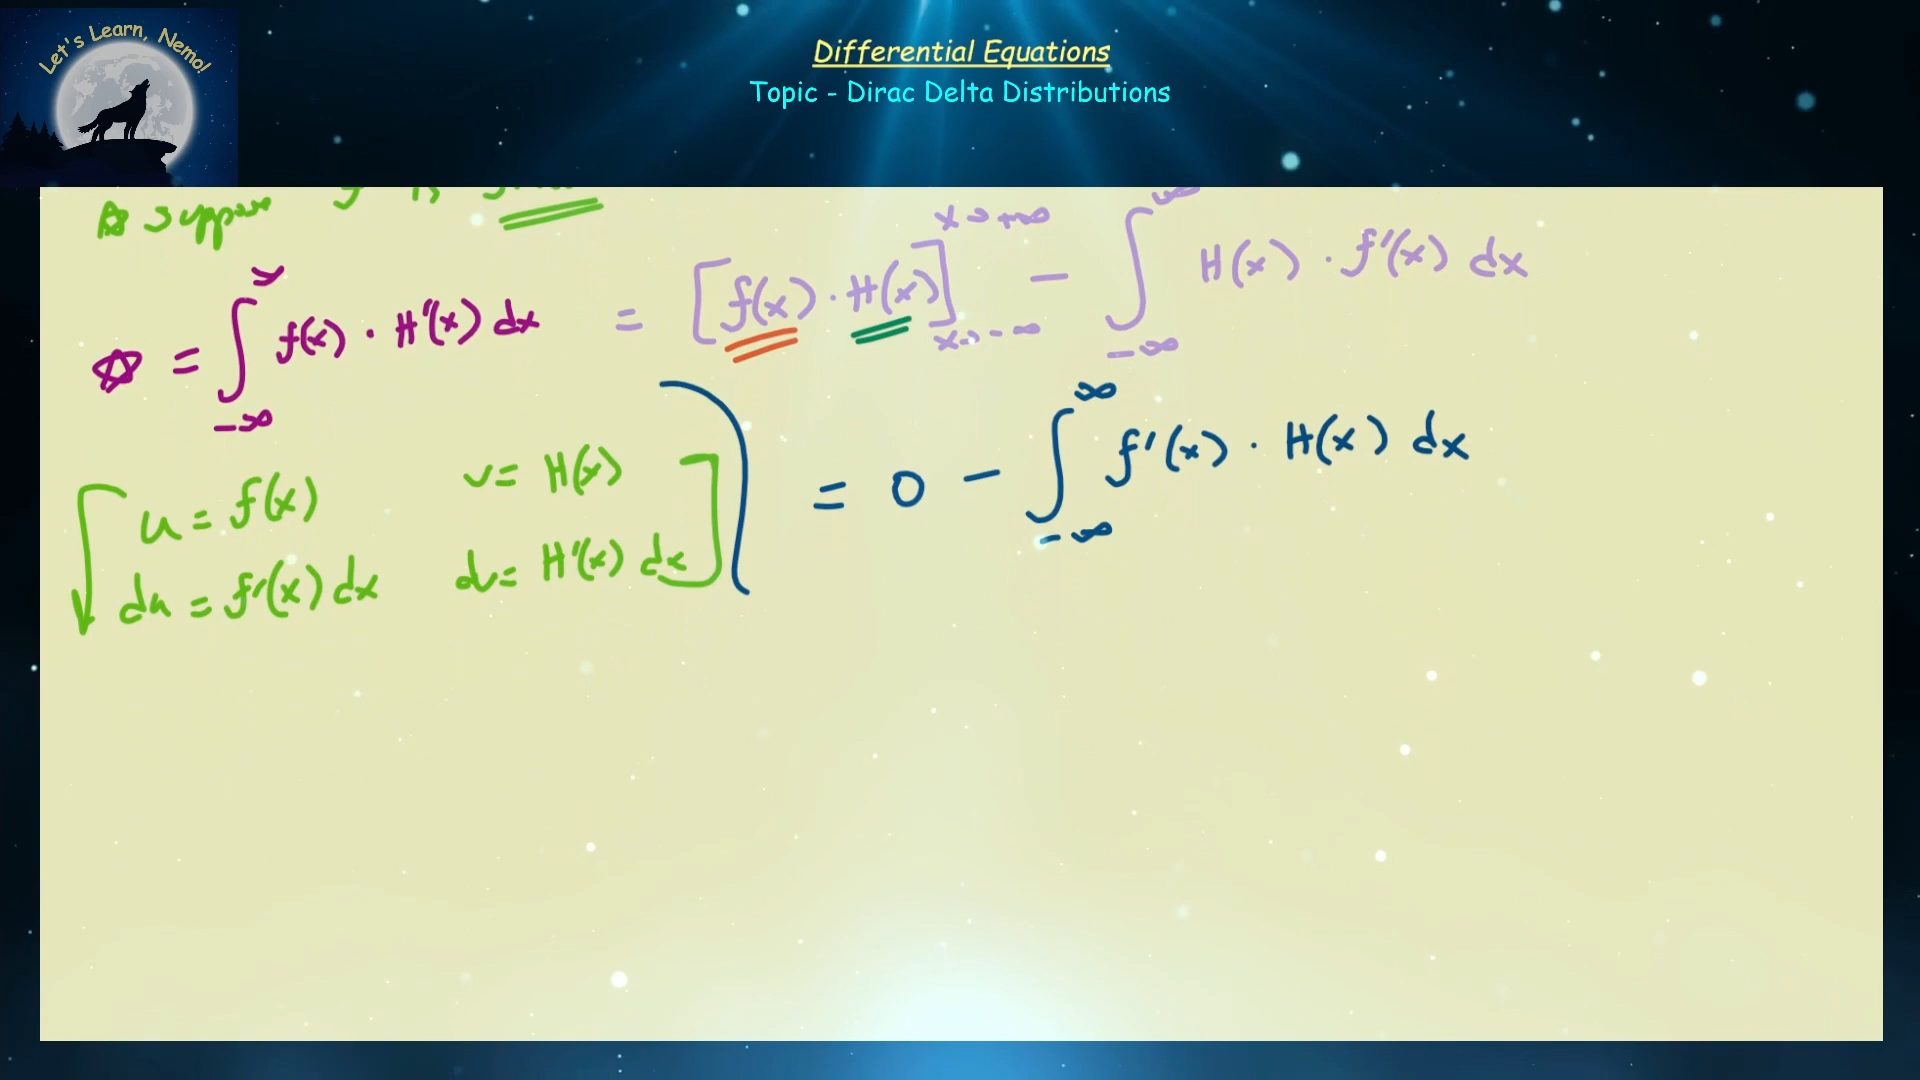 Let's Learn, Nemo!
Differential Equations
Topic - Dirac Delta Distributions
suppose
☆ = ∫_{-∞}^{∞} f(x) · H'(x) dx = [f(x) · H(x)]_{x→-∞}^{x→+∞} - ∫_{-∞}^{∞} H(x) · f'(x) dx
u = f(x) v = H(x)
du = f'(x) dx dv = H'(x) dx
= 0 - ∫_{-∞}^{∞} f'(x) · H(x) dx